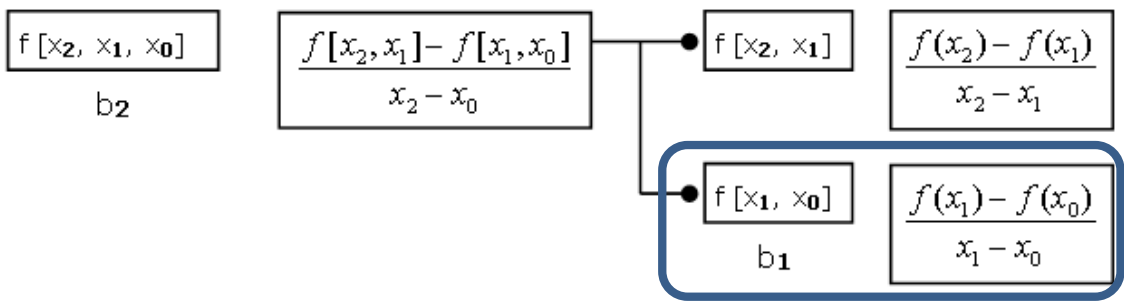 f [x₂, x₁, x₀]
b₂
f[x₂,x₁] − f[x₁,x₀]
x₂ − x₀
f [x₂, x₁]
f(x₂) − f(x₁)
x₂ − x₁
f [x₁, x₀]
b₁
f(x₁) − f(x₀)
x₁ − x₀